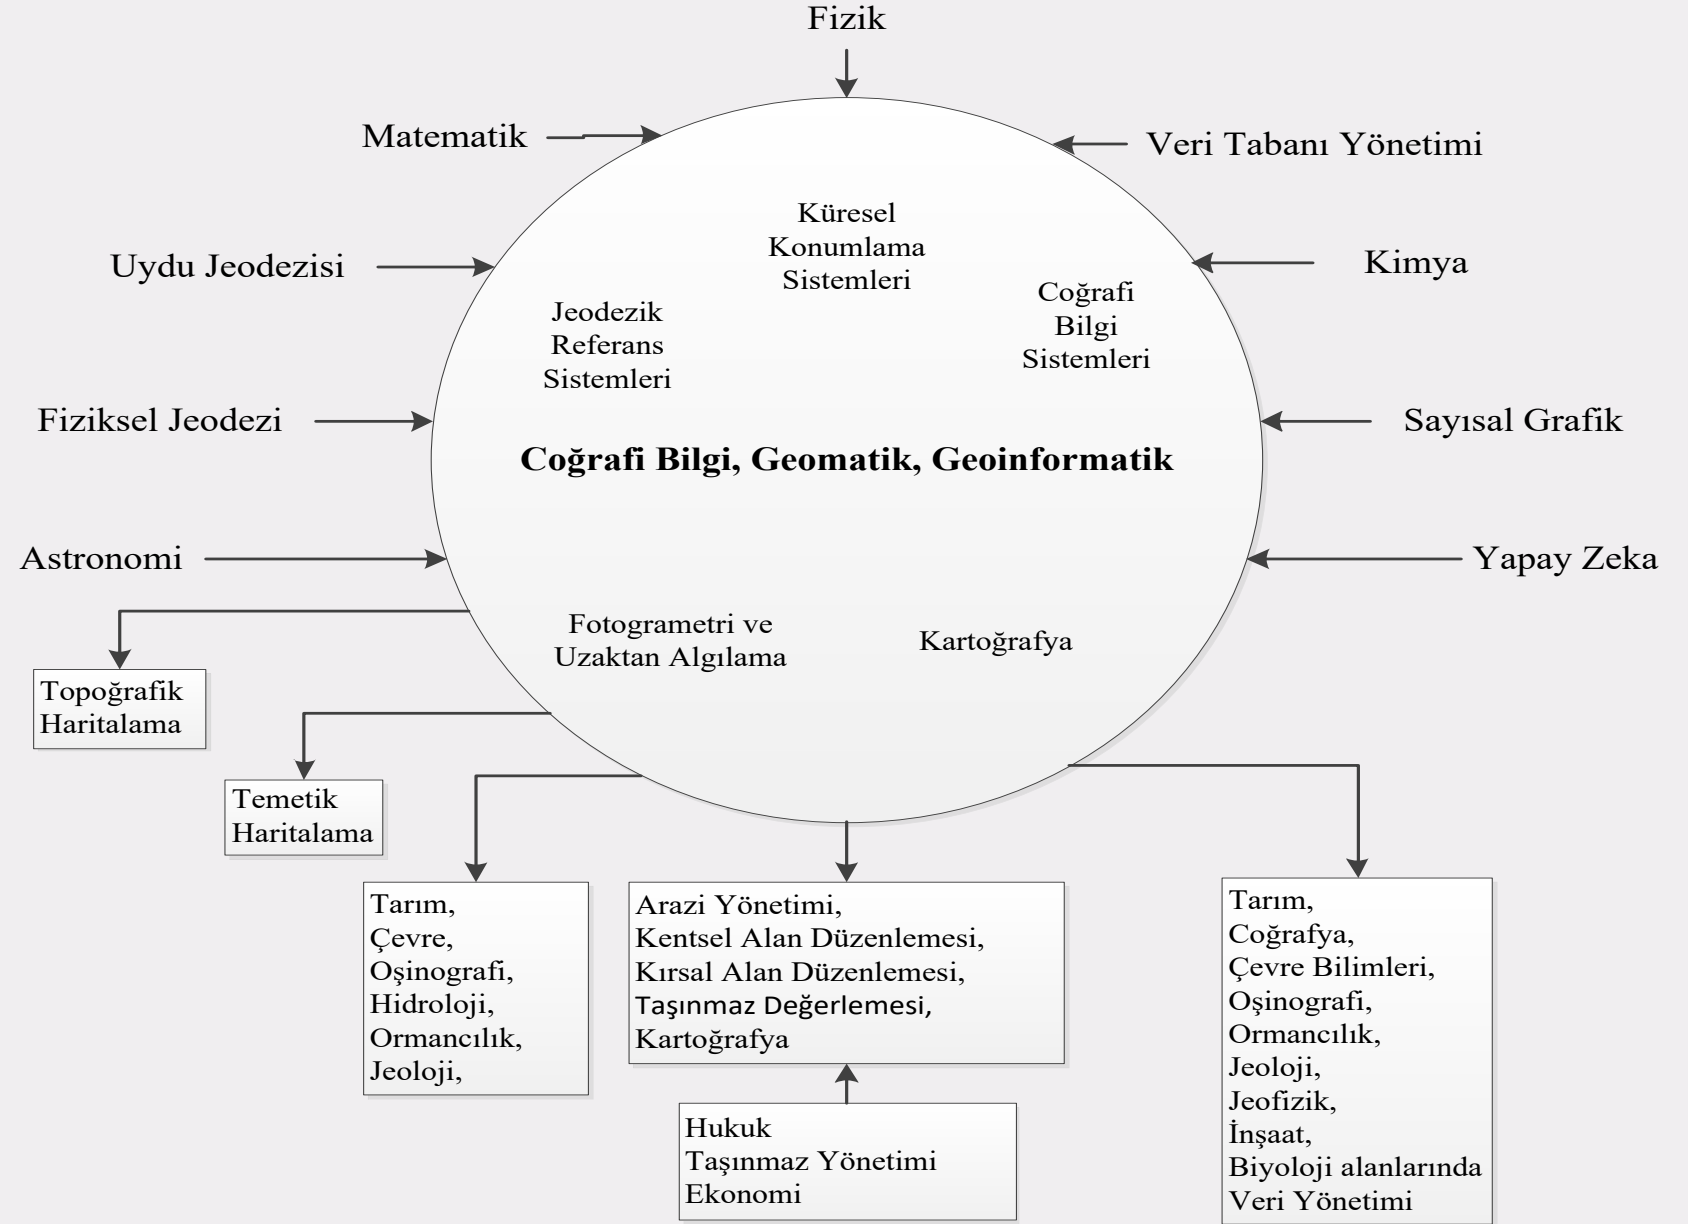 Fizik
Matematik
Veri Tabanı Yönetimi
Küresel
Konumlama
Sistemleri
Uydu Jeodezisi
Kimya
Jeodezik
Referans
Sistemleri
Coğrafi
Bilgi
Sistemleri
Fiziksel Jeodezi
Sayısal Grafik
Coğrafi Bilgi, Geomatik, Geoinformatik
Astronomi
Yapay Zeka
Fotogrametri ve
Uzaktan Algılama
Kartoğrafya
Topoğrafik
Haritalama
Temetik
Haritalama
Tarım,
Çevre,
Oşinografi,
Hidroloji,
Ormancılık,
Jeoloji,
Arazi Yönetimi,
Kentsel Alan Düzenlemesi,
Kırsal Alan Düzenlemesi,
Taşınmaz Değerlemesi,
Kartoğrafya
Hukuk
Taşınmaz Yönetimi
Ekonomi
Tarım,
Coğrafya,
Çevre Bilimleri,
Oşinografi,
Ormancılık,
Jeoloji,
Jeofizik,
İnşaat,
Biyoloji alanlarında
Veri Yönetimi